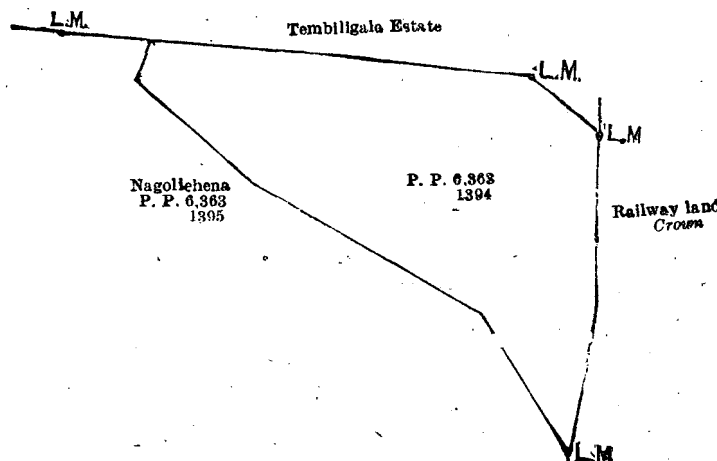 L.M.
Tembiligala Estate
L.M.
L.M
Nagollehena
P. P. 6,363
1395
P. P. 6,363
1394
Railway land
Crown
L.M